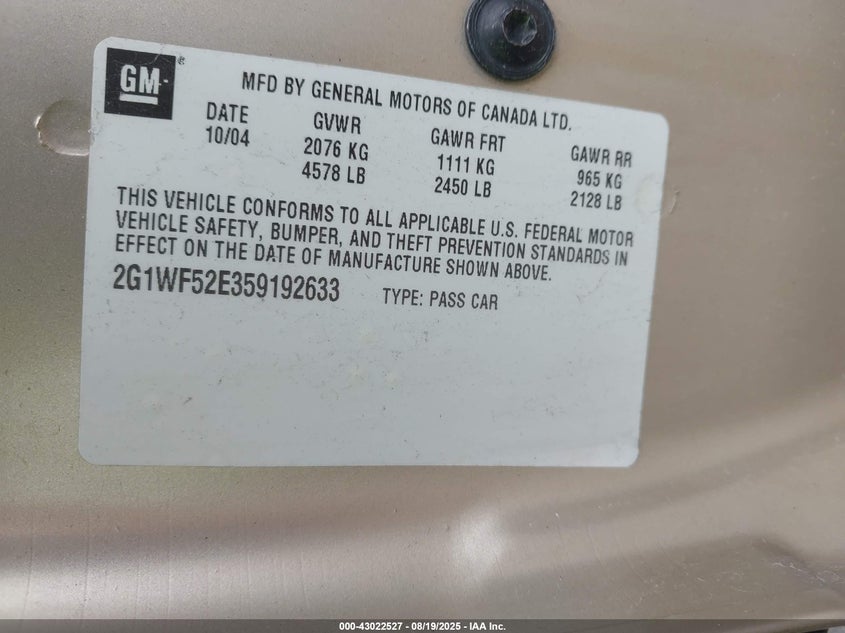 GM ®
MFD BY GENERAL MOTORS OF CANADA LTD.
DATE GVWR GAWR FRT GAWR RR
10/04 2076 KG 1111 KG 965 KG
4578 LB 2450 LB 2128 LB
THIS VEHICLE CONFORMS TO ALL APPLICABLE U.S. FEDERAL MOTOR
VEHICLE SAFETY, BUMPER, AND THEFT PREVENTION STANDARDS IN
EFFECT ON THE DATE OF MANUFACTURE SHOWN ABOVE.
2G1WF52E359192633 TYPE: PASS CAR
000-43022527 - 08/19/2025 - IAA Inc.